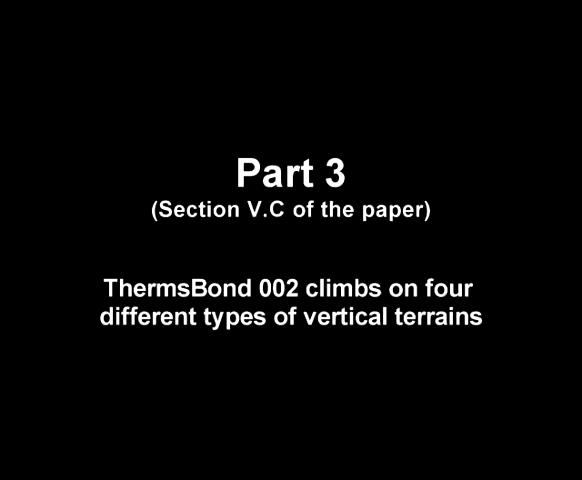 Part 3
(Section V.C of the paper)
ThermsBond 002 climbs on four
different types of vertical terrains